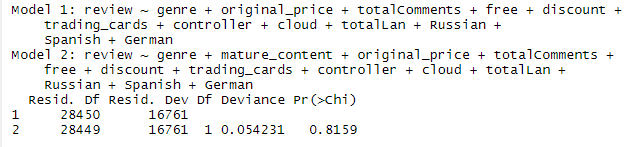 Model 1: review ~ genre + original_price + totalComments + free + discount +
trading_cards + controller + cloud + totalLan + Russian +
Spanish + German
Model 2: review ~ genre + mature_content + original_price + totalComments +
free + discount + trading_cards + controller + cloud + totalLan +
Russian + Spanish + German
Resid. Df Resid. Dev Df Deviance Pr(>Chi)
1 28450 16761
2 28449 16761 1 0.054231 0.8159